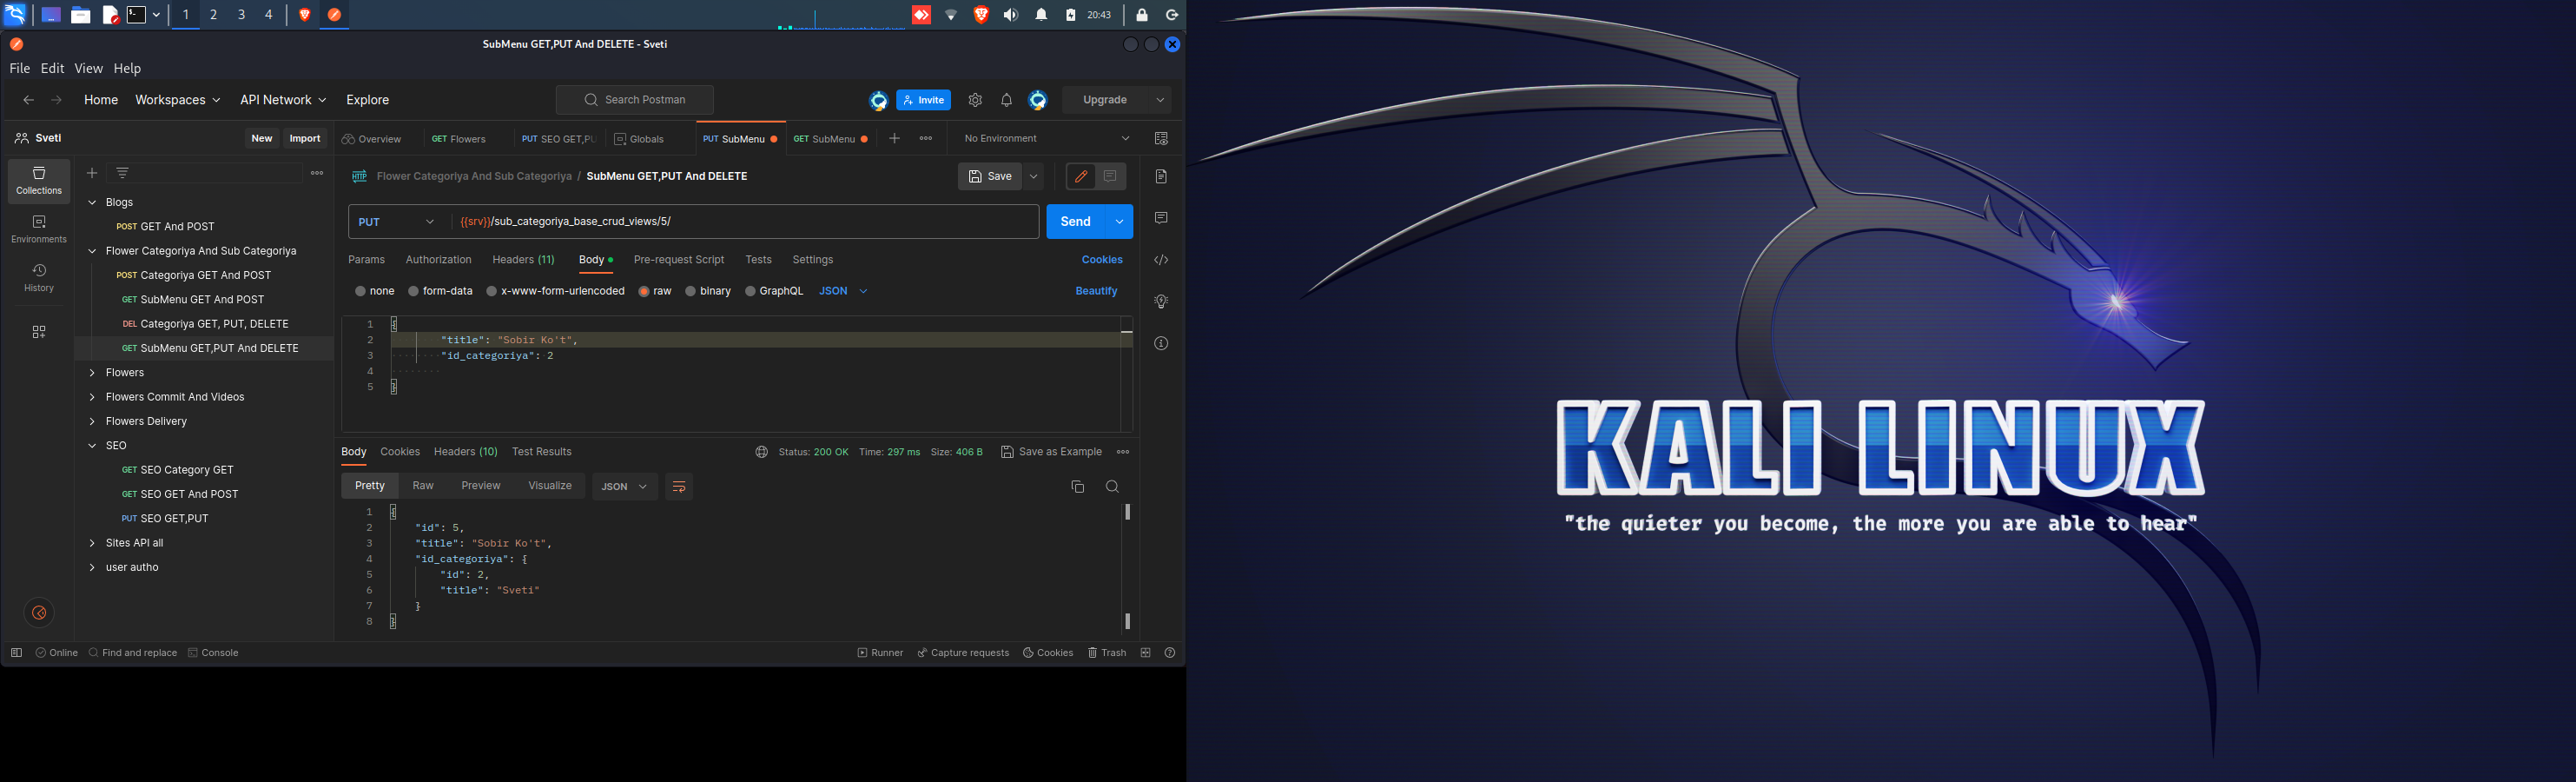 1 2 3 4
20:43
SubMenu GET,PUT And DELETE - Sveti
File Edit View Help
Home Workspaces API Network Explore
Search Postman
Invite
Upgrade
Sveti
New Import
Overview
GET Flowers
PUT SEO GET,PU
Globals
PUT SubMenu
GET SubMenu
No Environment
Collections
Environments
History
Blogs
POST GET And POST
Flower Categoriya And Sub Categoriya
POST Categoriya GET And POST
GET SubMenu GET And POST
DEL Categoriya GET, PUT, DELETE
GET SubMenu GET,PUT And DELETE
Flowers
Flowers Commit And Videos
Flowers Delivery
SEO
GET SEO Category GET
GET SEO GET And POST
PUT SEO GET,PUT
Sites API all
user autho
HTTP Flower Categoriya And Sub Categoriya / SubMenu GET,PUT And DELETE
Save
PUT {{srv}}/sub_categoriya_base_crud_views/5/
Send
Params Authorization Headers (11) Body Pre-request Script Tests Settings Cookies
none form-data x-www-form-urlencoded raw binary GraphQL JSON Beautify
1 {
2 "title": "Sobir Ko't",
3 "id_categoriya": 2
4
5 }
Body Cookies Headers (10) Test Results
Status: 200 OK Time: 297 ms Size: 406 B Save as Example
Pretty Raw Preview Visualize JSON
1 {
2 "id": 5,
3 "title": "Sobir Ko't",
4 "id_categoriya": {
5 "id": 2,
6 "title": "Sveti"
7 }
8 }
Online Find and replace Console
Runner Capture requests Cookies Trash
KALI LINUX
"the quieter you become, the more you are able to hear"